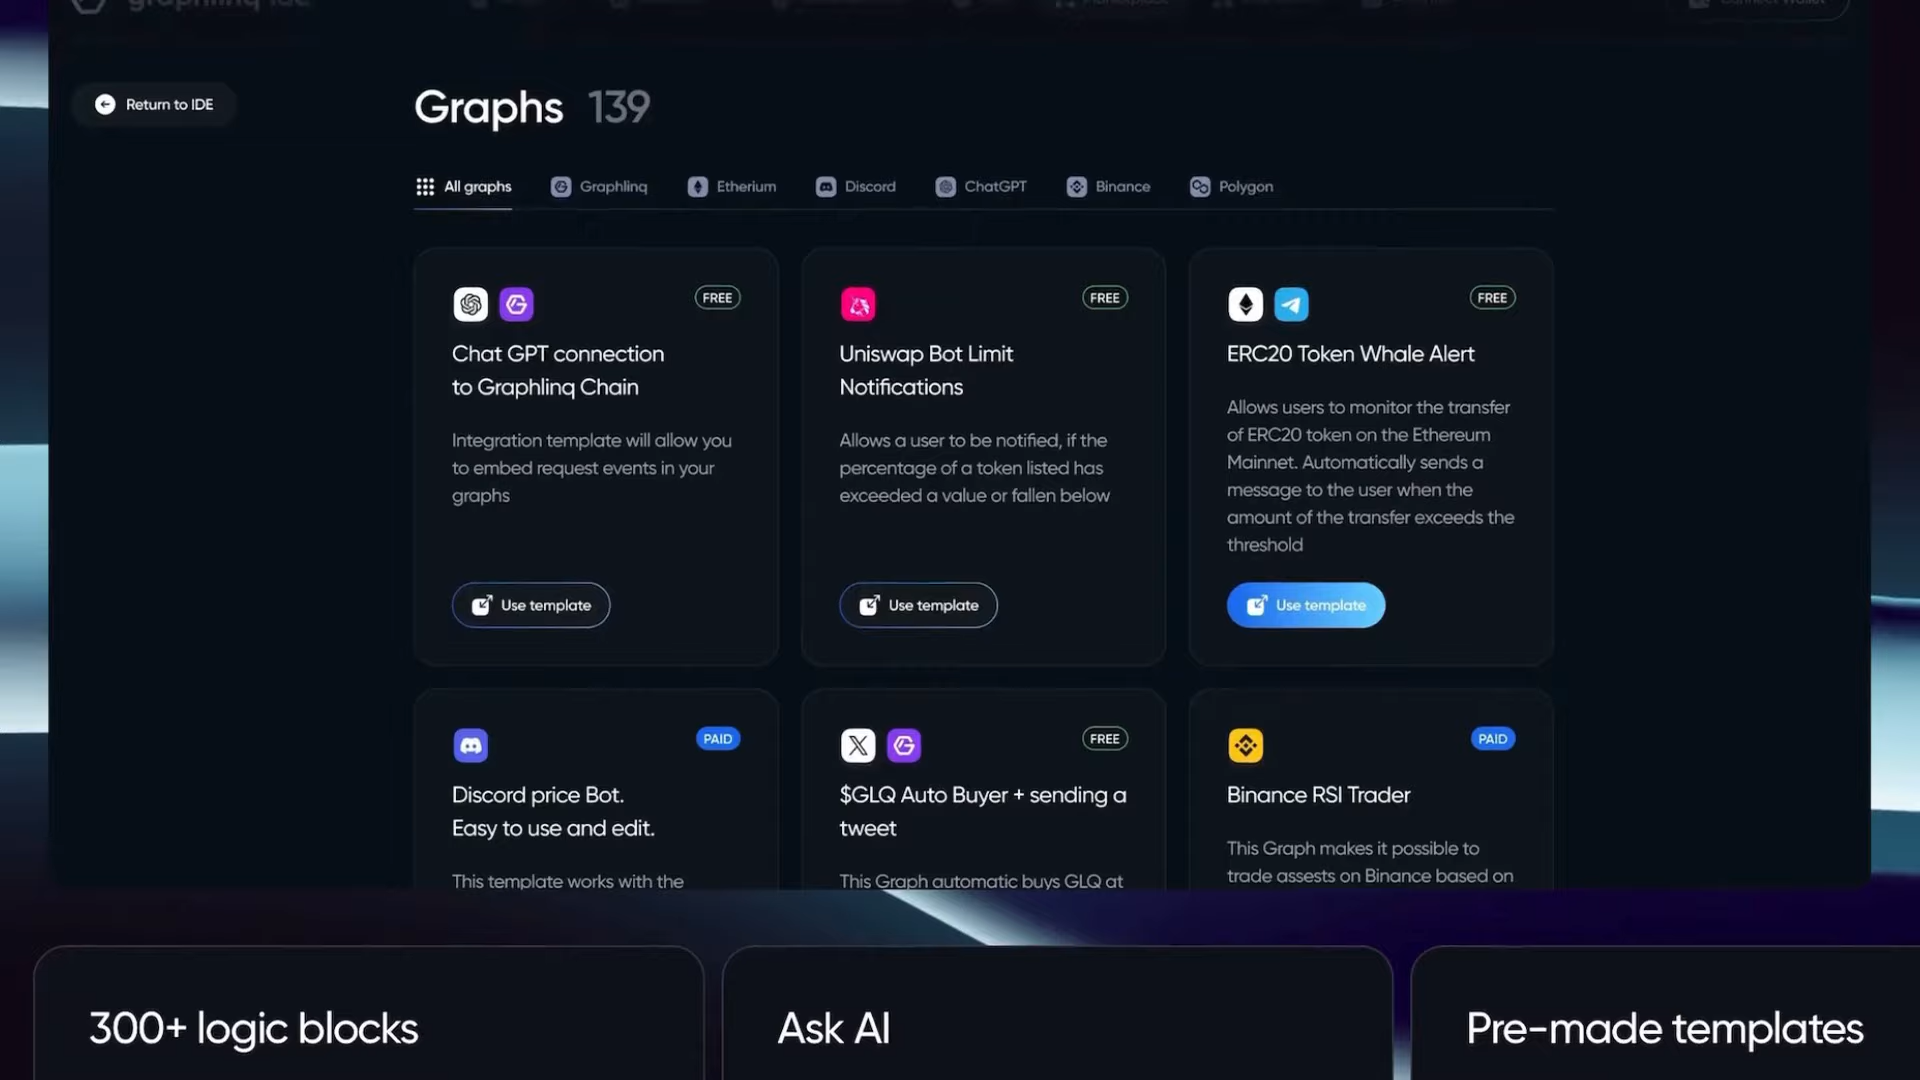 Return to IDE
Graphs 139
All graphs Graphlinq Etherium Discord ChatGPT Binance Polygon
FREE
Chat GPT connection
to Graphlinq Chain
Integration template will allow you
to embed request events in your
graphs
Use template
FREE
Uniswap Bot Limit
Notifications
Allows a user to be notified, if the
percentage of a token listed has
exceeded a value or fallen below
Use template
FREE
ERC20 Token Whale Alert
Allows users to monitor the transfer
of ERC20 token on the Ethereum
Mainnet. Automatically sends a
message to the user when the
amount of the transfer exceeds the
threshold
Use template
PAID
Discord price Bot.
Easy to use and edit.
This template works with the
FREE
$GLQ Auto Buyer + sending a
tweet
This Graph automatic buys GLQ at
PAID
Binance RSI Trader
This Graph makes it possible to
trade assests on Binance based on
300+ logic blocks
Ask AI
Pre-made templates